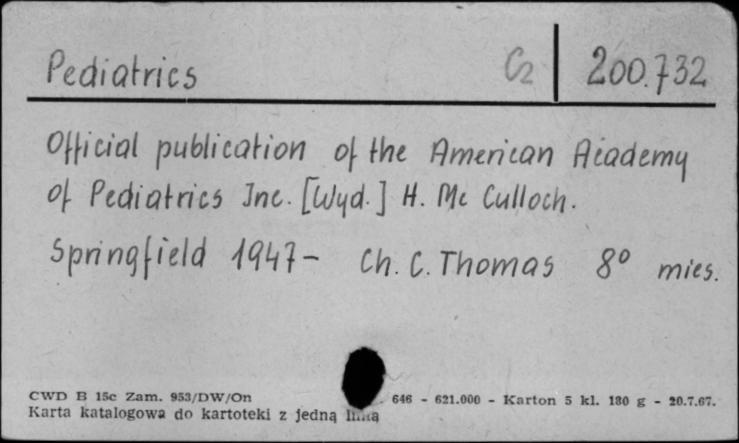 Pediatrics C2 200.732
Official publication of the American Academy
of Pediatrics Inc. [Wyd.] H. Mc Culloch.
Springfield 1947- Ch. C. Thomas 8° mies.
CWD B 15c Zam. 953/DW/On 646 - 621.000 - Karton 5 kl. 180 g - 20.7.67.
Karta katalogowa do kartoteki z jedną linią